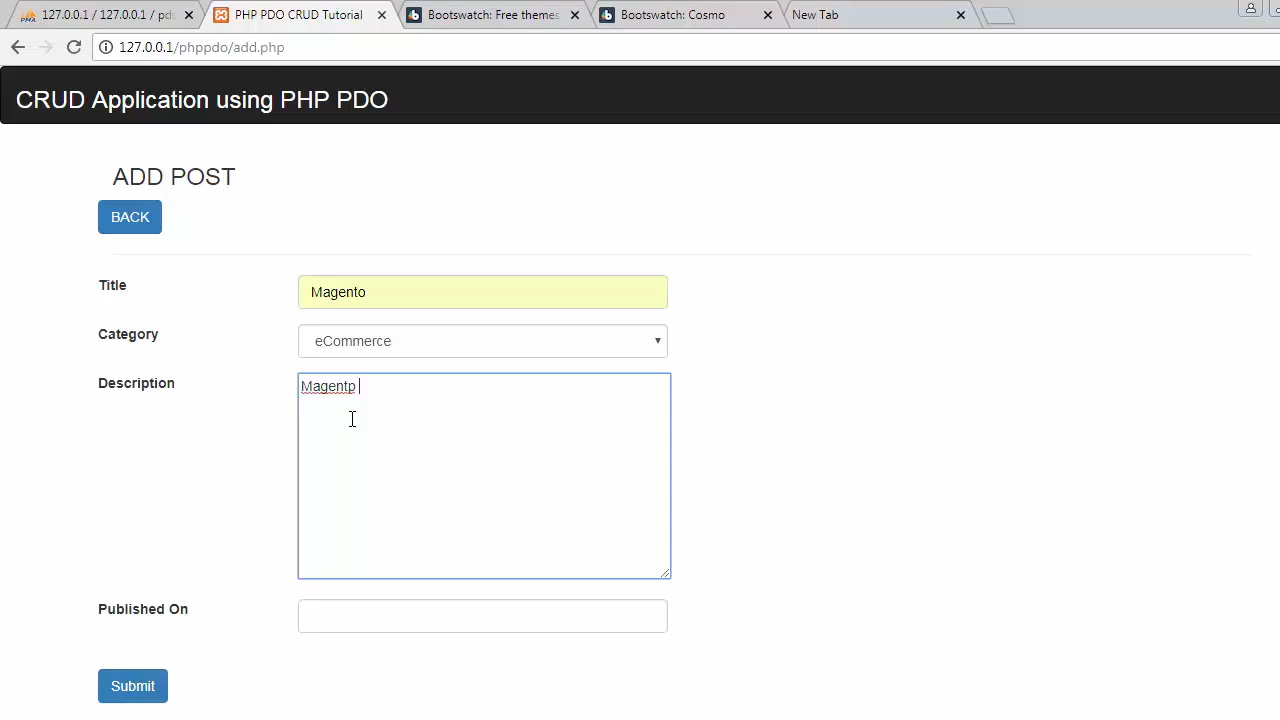 127.0.0.1 / 127.0.0.1 / pd
PHP PDO CRUD Tutorial
Bootswatch: Free themes
Bootswatch: Cosmo
New Tab
127.0.0.1/phppdo/add.php
CRUD Application using PHP PDO
ADD POST
BACK
Title
Magento
Category
eCommerce
Description
Magentp
Published On
Submit